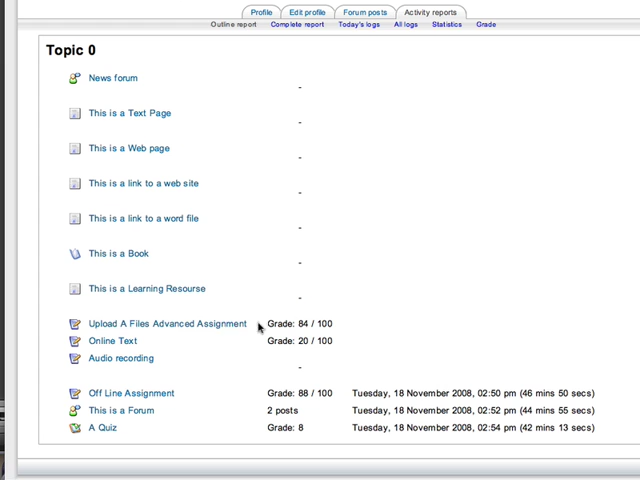 Profile Edit profile Forum posts Activity reports
Outline report Complete report Today's logs All logs Statistics Grade
Topic 0
News forum
-
This is a Text Page
-
This is a Web page
-
This is a link to a web site
-
This is a link to a word file
-
This is a Book
-
This is a Learning Resourse
-
Upload A Files Advanced Assignment Grade: 84 / 100
Online Text Grade: 20 / 100
Audio recording
-
Off Line Assignment Grade: 88 / 100 Tuesday, 18 November 2008, 02:50 pm (46 mins 50 secs)
This is a Forum 2 posts Tuesday, 18 November 2008, 02:52 pm (44 mins 55 secs)
A Quiz Grade: 8 Tuesday, 18 November 2008, 02:54 pm (42 mins 13 secs)